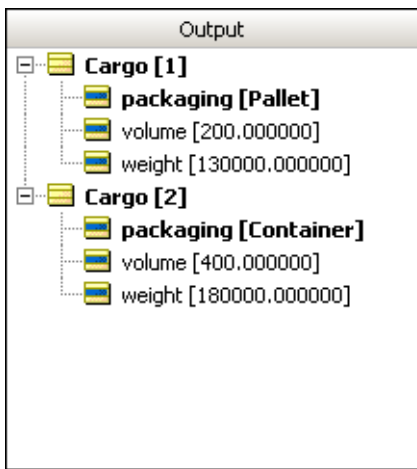 Output
Cargo [1]
packaging [Pallet]
volume [200.000000]
weight [130000.000000]
Cargo [2]
packaging [Container]
volume [400.000000]
weight [180000.000000]